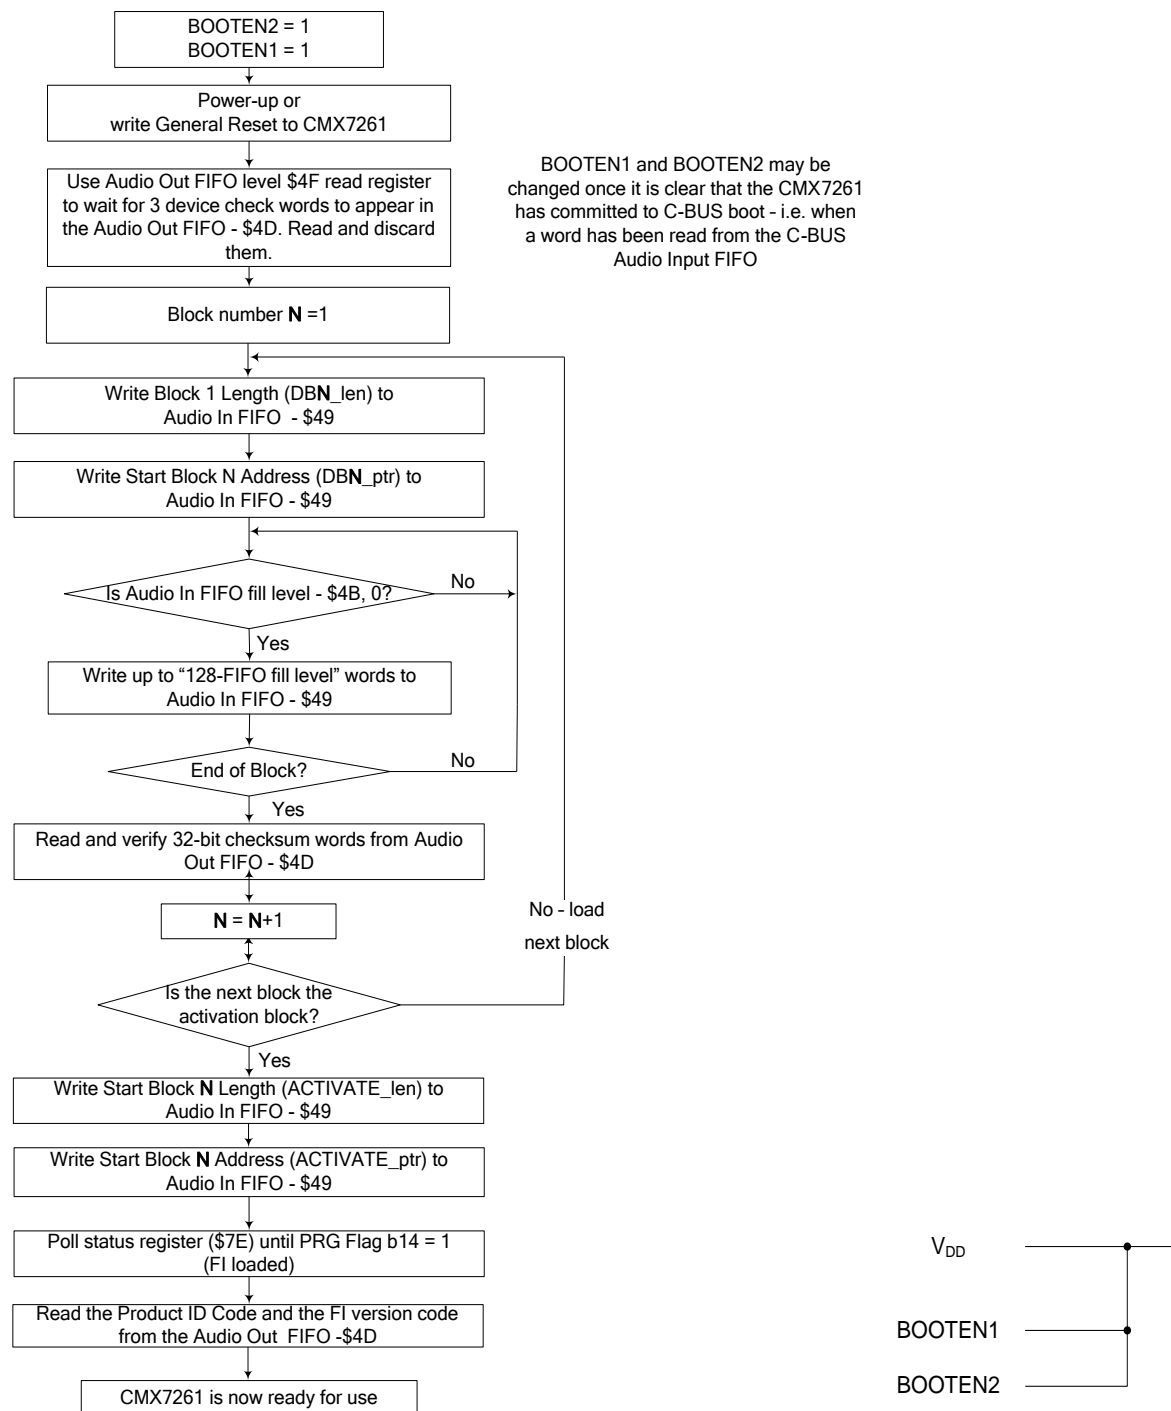 BOOTEN2 = 1
BOOTEN1 = 1
Power-up or
write General Reset to CMX7261
Use Audio Out FIFO level $4F read register
to wait for 3 device check words to appear in
the Audio Out FIFO - $4D. Read and discard
them.
BOOTEN1 and BOOTEN2 may be
changed once it is clear that the CMX7261
has committed to C-BUS boot - i.e. when
a word has been read from the C-BUS
Audio Input FIFO
Block number N =1
Write Block 1 Length (DBN_len) to
Audio In FIFO - $49
Write Start Block N Address (DBN_ptr) to
Audio In FIFO - $49
Is Audio In FIFO fill level - $4B, 0?
No
Yes
Write up to “128-FIFO fill level” words to
Audio In FIFO - $49
End of Block?
No
Yes
Read and verify 32-bit checksum words from Audio
Out FIFO - $4D
N = N+1
No - load
next block
Is the next block the
activation block?
Yes
Write Start Block N Length (ACTIVATE_len) to
Audio In FIFO - $49
Write Start Block N Address (ACTIVATE_ptr) to
Audio In FIFO - $49
Poll status register ($7E) until PRG Flag b14 = 1
(FI loaded)
Read the Product ID Code and the FI version code
from the Audio Out FIFO -$4D
CMX7261 is now ready for use
VDD
BOOTEN1
BOOTEN2